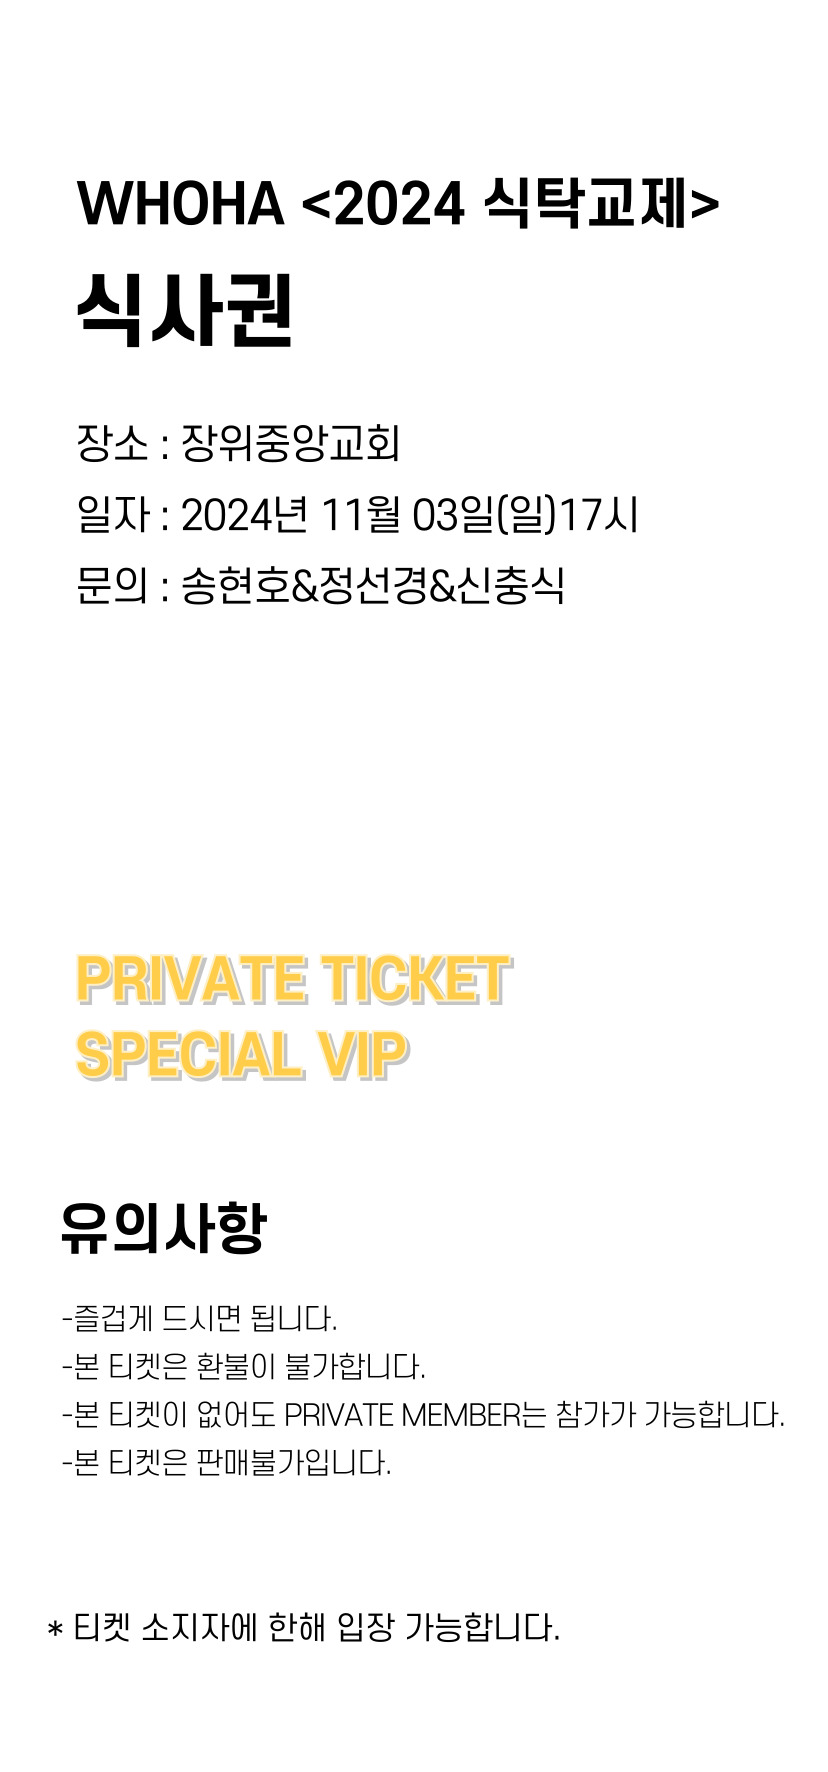 WHOHA <2024 식탁교제>
식사권
장소 : 장위중앙교회
일자 : 2024년 11월 03일(일)17시
문의 : 송현호&정선경&신충식
PRIVATE TICKET
SPECIAL VIP
유의사항
-즐겁게 드시면 됩니다.
-본 티켓은 환불이 불가합니다.
-본 티켓이 없어도 PRIVATE MEMBER는 참가가 가능합니다.
-본 티켓은 판매불가입니다.
* 티켓 소지자에 한해 입장 가능합니다.